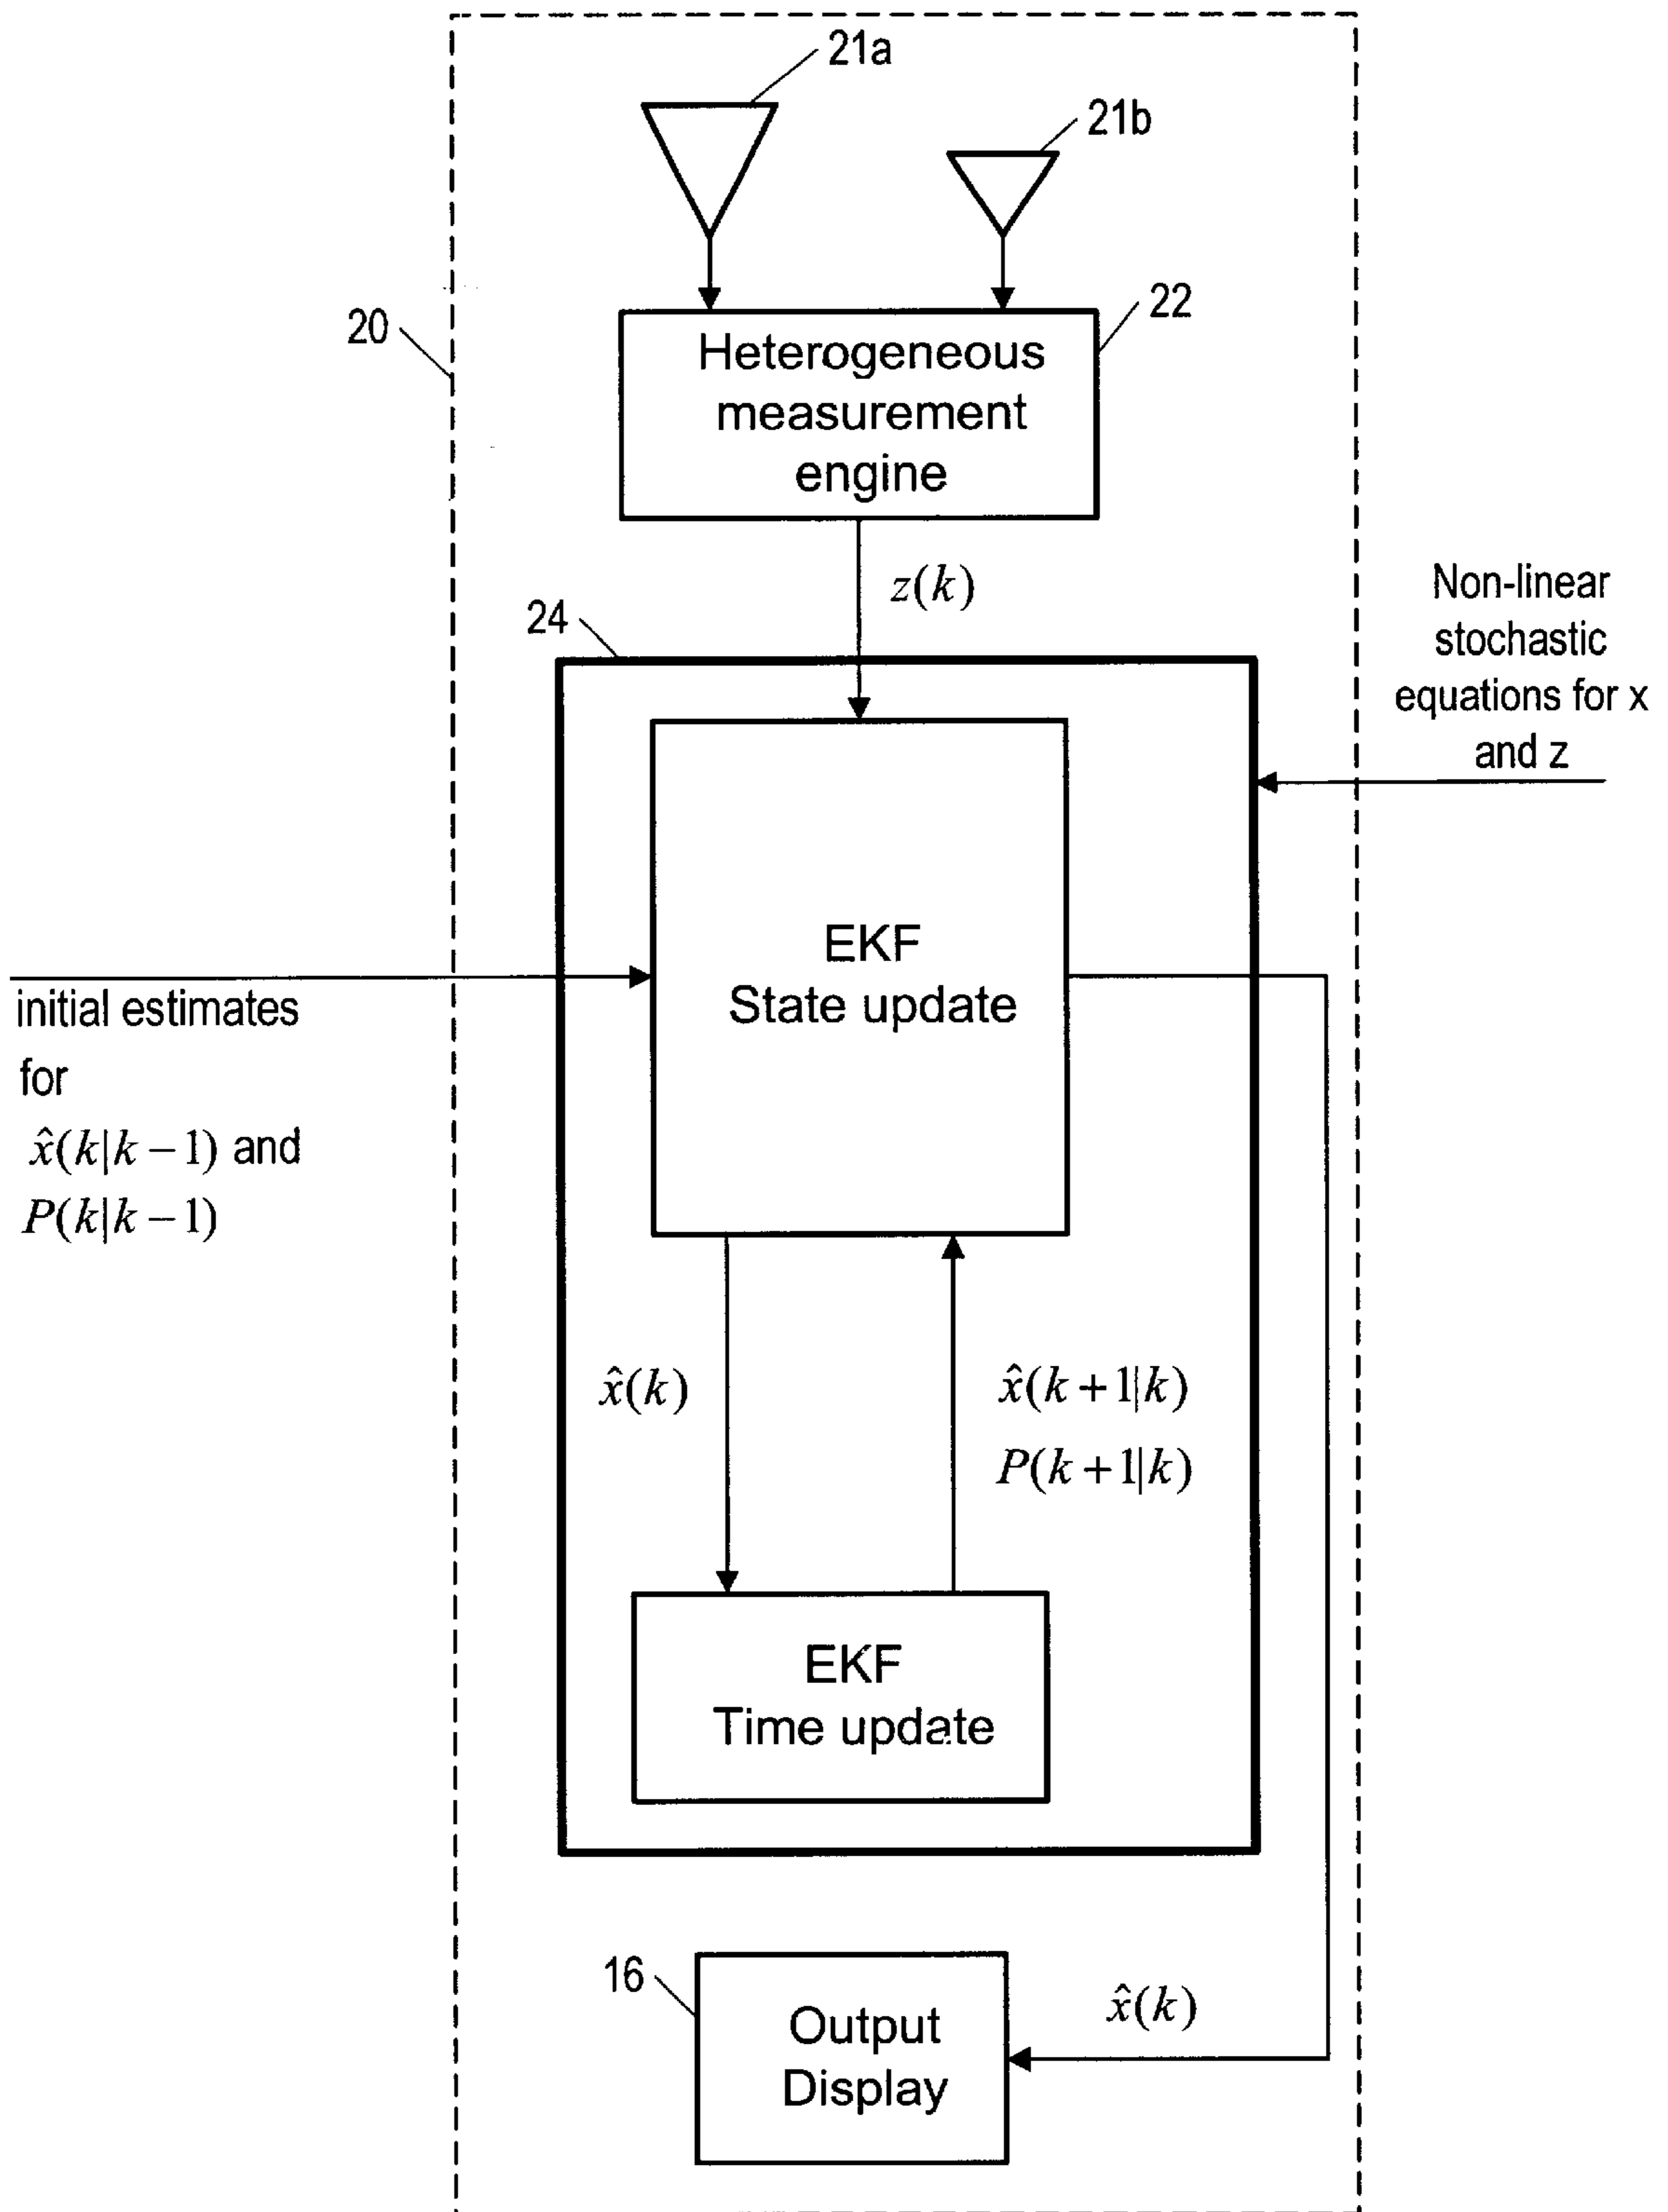 21a
21b
20
22
Heterogeneous
measurement
engine
z(k)
24
Non-linear
stochastic
equations for x
and z
EKF
State update
initial estimates
for
x̂(k|k−1) and
P(k|k−1)
x̂(k)
x̂(k+1|k)
P(k+1|k)
EKF
Time update
16
Output
Display
x̂(k)